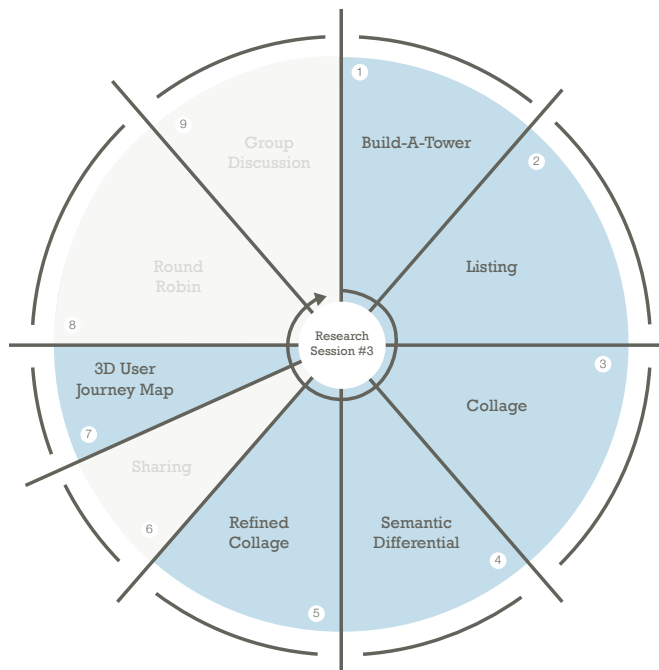 1
Build-A-Tower
2
Listing
3
Collage
4
Semantic
Differential
5
Refined
Collage
6
Sharing
7
3D User
Journey Map
8
Round
Robin
9
Group
Discussion
Research
Session #3